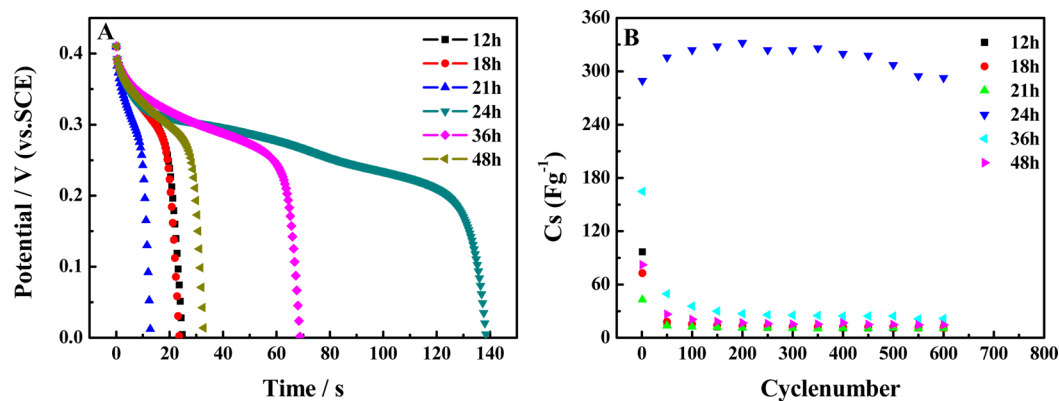 A
Potential / V (vs.SCE)
0.4
0.3
0.2
0.1
0.0
0 20 40 60 80 100 120 140
Time / s
12h
18h
21h
24h
36h
48h
B
Cs (Fg⁻¹)
360
300
240
180
120
60
0
0 100 200 300 400 500 600 700 800
Cyclenumber
12h
18h
21h
24h
36h
48h